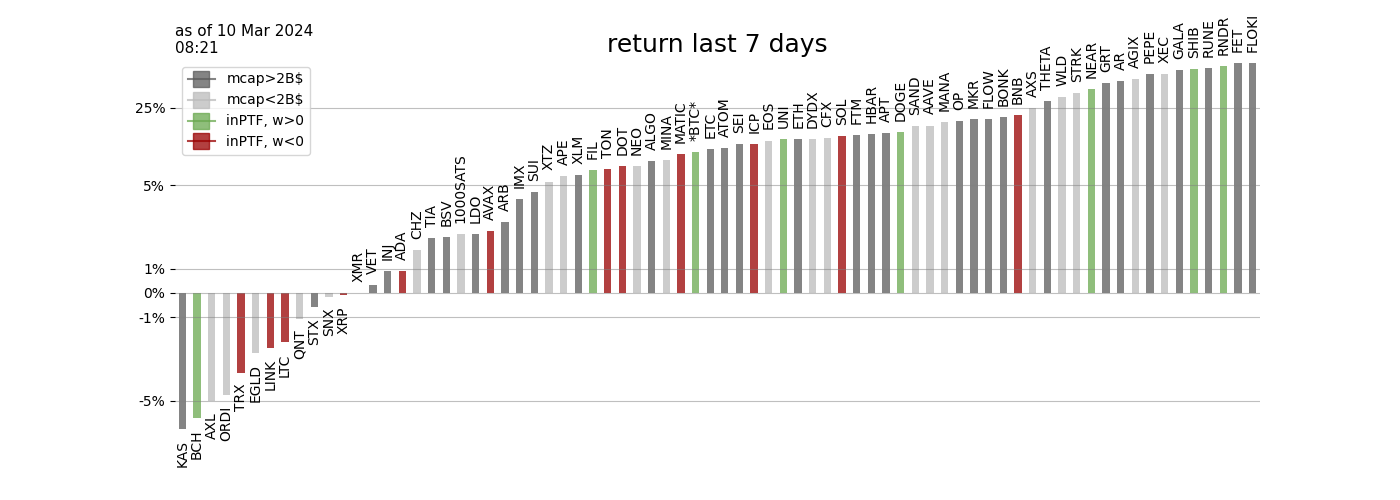 as of 10 Mar 2024
08:21
return last 7 days
mcap>2B$
mcap<2B$
inPTF, w>0
inPTF, w<0
25%
5%
1%
0%
-1%
-5%
KAS
BCH
AXL
ORDI
TRX
EGLD
LINK
LTC
QNT
STX
SNX
XRP
XMR
VET
INJ
ADA
CHZ
TIA
BSV
1000SATS
LDO
AVAX
ARB
IMX
SUI
XTZ
APE
XLM
FIL
TON
DOT
NEO
ALGO
MINA
MATIC
*BTC*
ETC
ATOM
SEI
ICP
EOS
UNI
ETH
DYDX
CFX
SOL
FTM
HBAR
APT
DOGE
SAND
AAVE
MANA
OP
MKR
FLOW
BONK
BNB
AXS
THETA
WLD
STRK
NEAR
GRT
AR
AGIX
PEPE
XEC
GALA
SHIB
RUNE
RNDR
FET
FLOKI